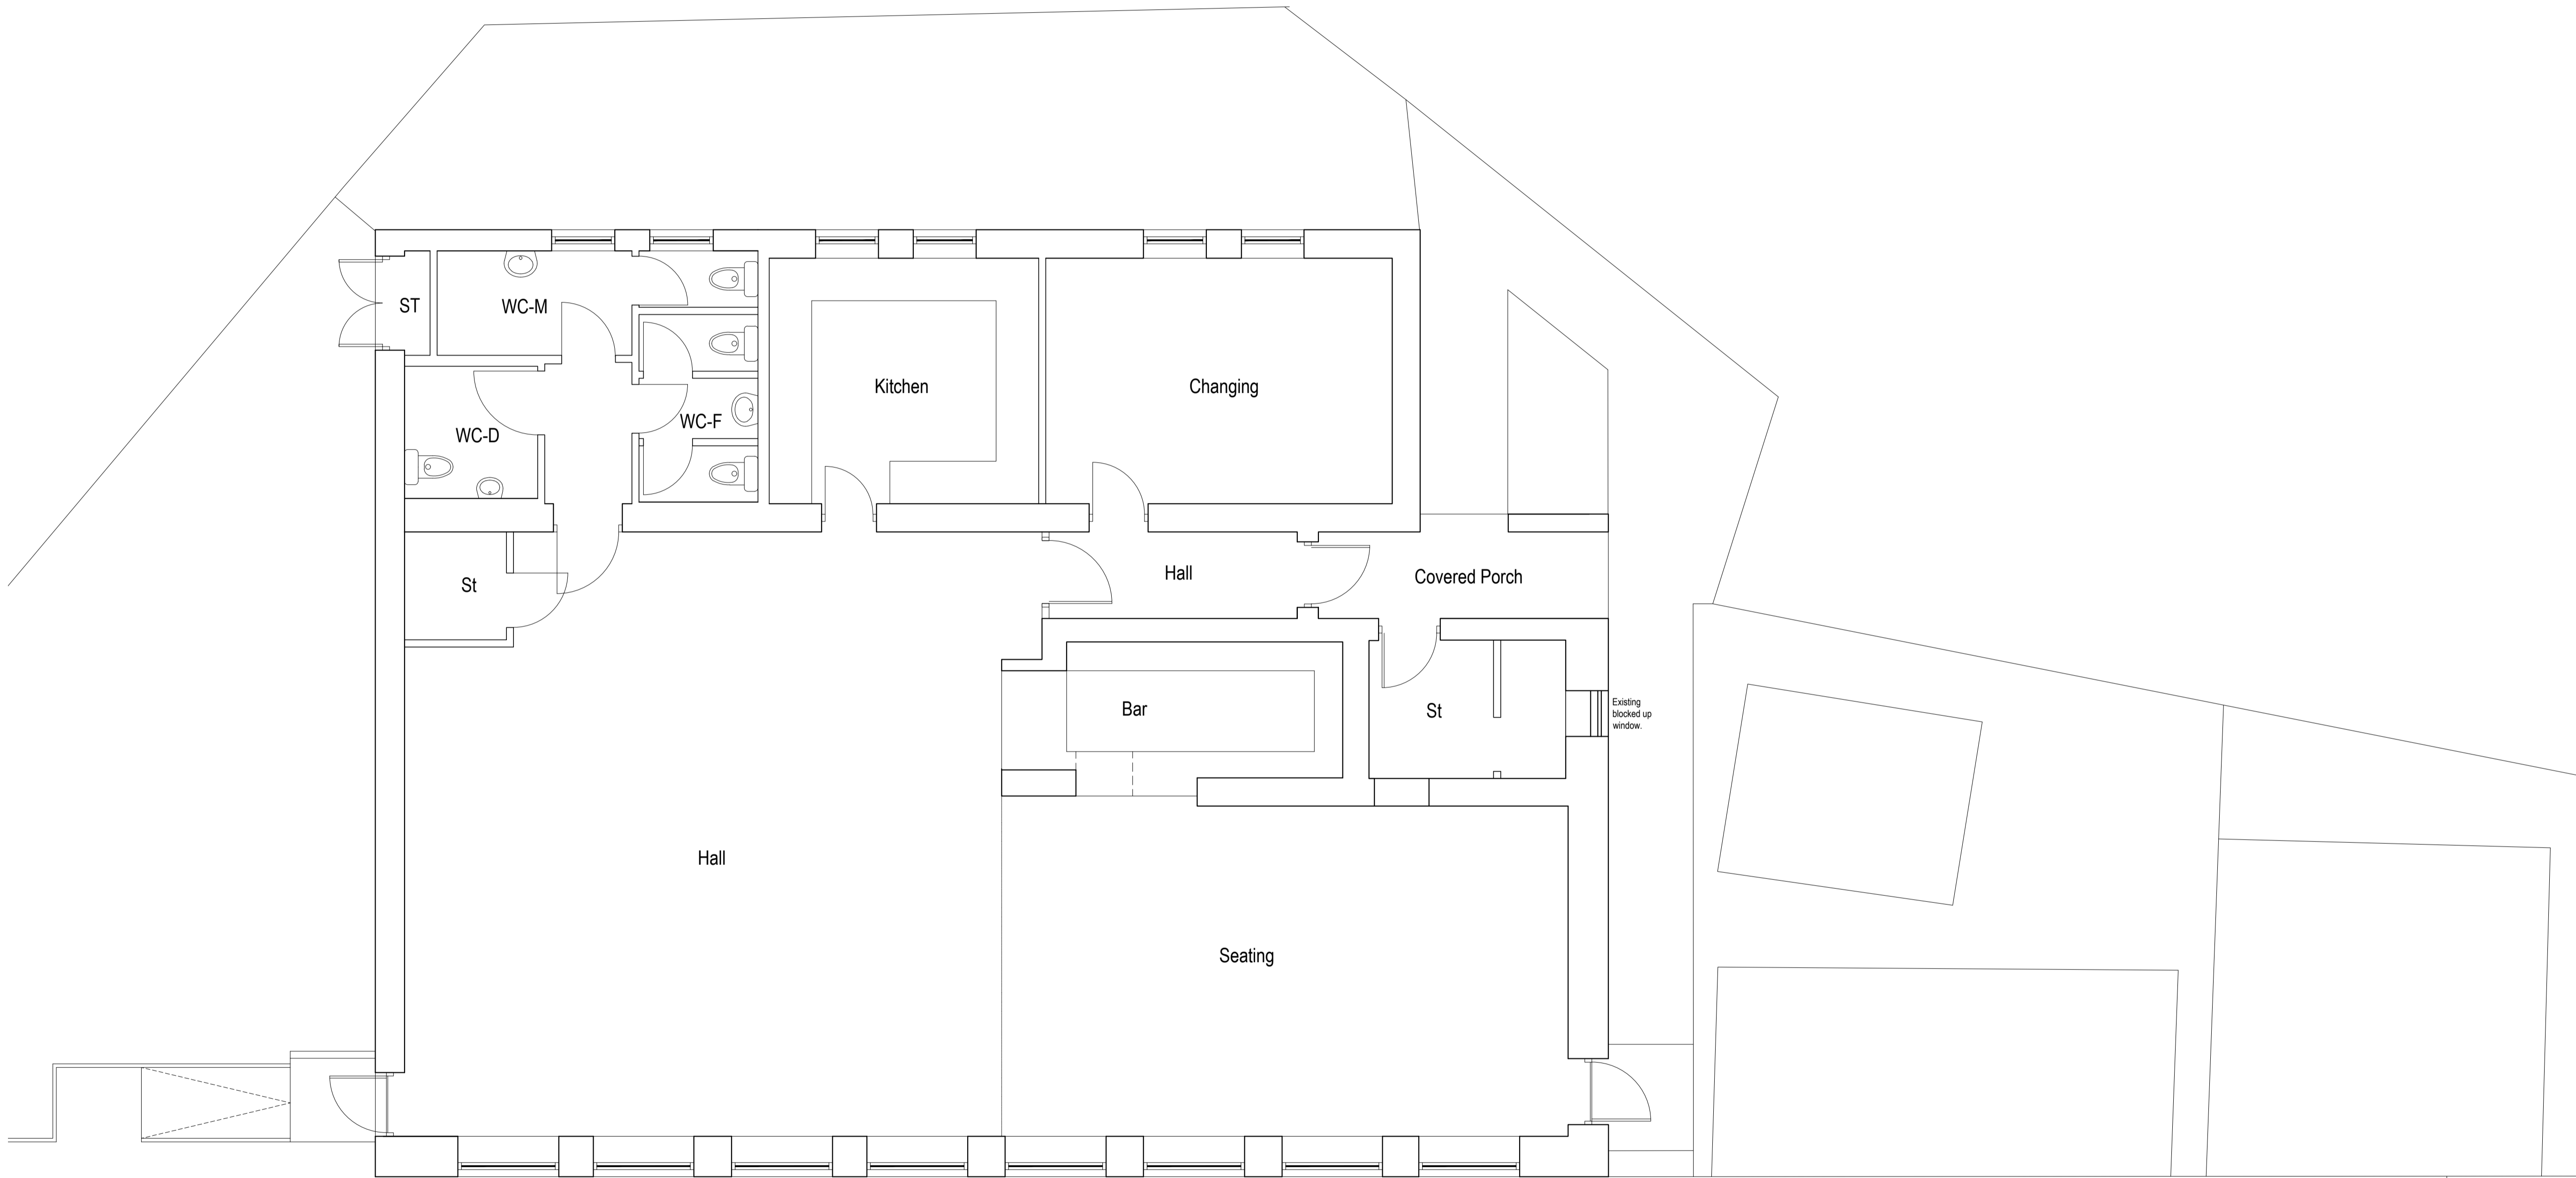 ST
WC-M
Kitchen
Changing
WC-F
WC-D
St
Hall
Covered Porch
Bar
St
Existing
blocked up
window.
Hall
Seating